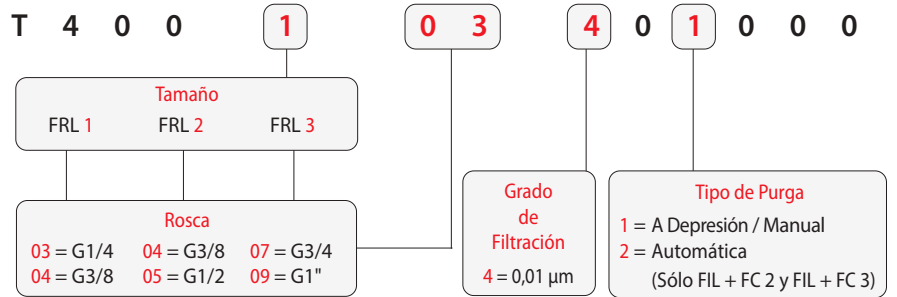 T 4 0 0 1 0 3 4 0 1 0 0 0
Tamaño
FRL 1 FRL 2 FRL 3
Rosca
03 = G1/4 04 = G3/8 07 = G3/4
04 = G3/8 05 = G1/2 09 = G1"
Grado
de
Filtración
4 = 0,01 µm
Tipo de Purga
1 = A Depresión / Manual
2 = Automática
(Sólo FIL + FC 2 y FIL + FC 3)